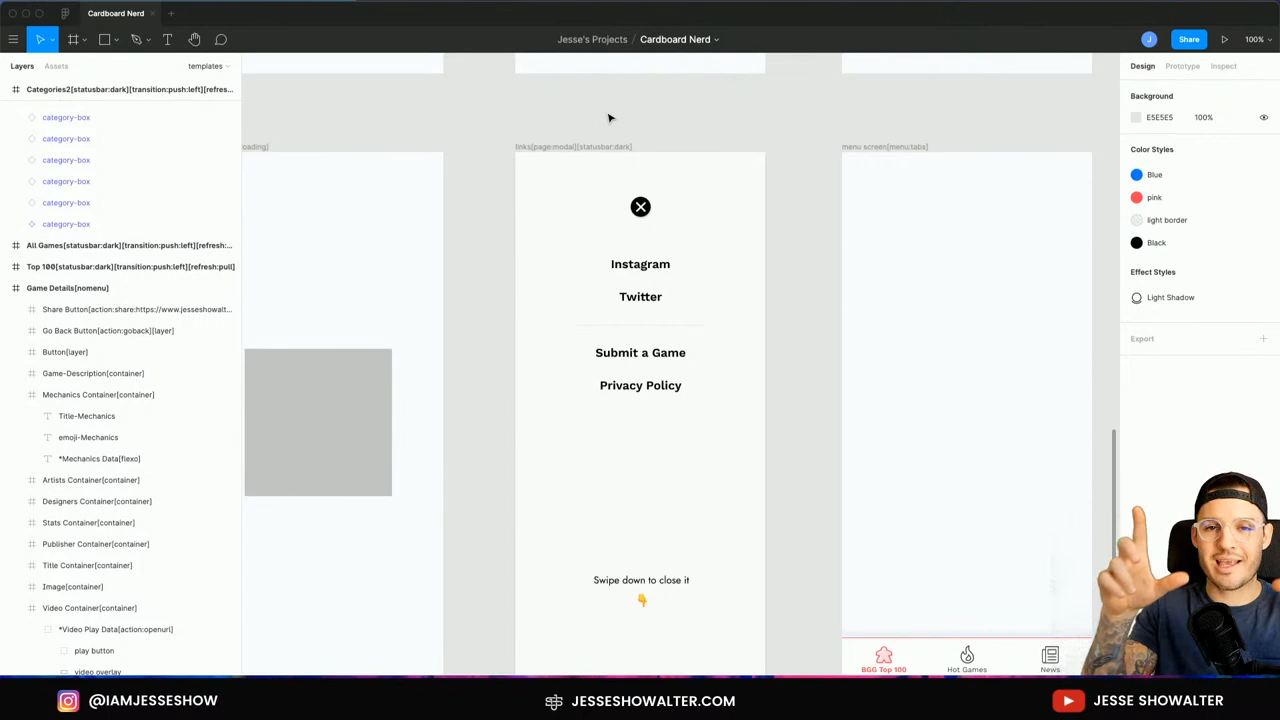 Cardboard Nerd
Jesse's Projects / Cardboard Nerd
J
Share
100%
Layers
Assets
templates
Categories2[statusbar:dark][transition:push:left][refres...
category-box
category-box
category-box
category-box
category-box
category-box
All Games[statusbar:dark][transition:push:left][refresh:...
Top 100[statusbar:dark][transition:push:left][refresh:pull]
Game Details[nomenu]
Share Button[action:share:https://www.jesseshowalt...
Go Back Button[action:goback][layer]
Button[layer]
Game-Description[container]
Mechanics Container[container]
Title-Mechanics
emoji-Mechanics
*Mechanics Data[flexo]
Artists Container[container]
Designers Container[container]
Stats Container[container]
Publisher Container[container]
Title Container[container]
Image[container]
Video Container[container]
*Video Play Data[action:openurl]
play button
video overlay
oading]
links[page:modal][statusbar:dark]
Instagram
Twitter
Submit a Game
Privacy Policy
Swipe down to close it
menu screen[menu:tabs]
BGG Top 100
Hot Games
News
Design
Prototype
Inspect
Background
E5E5E5
100%
Color Styles
Blue
pink
light border
Black
Effect Styles
Light Shadow
Export
@IAMJESSESHOW
JESSESHOWALTER.COM
JESSE SHOWALTER